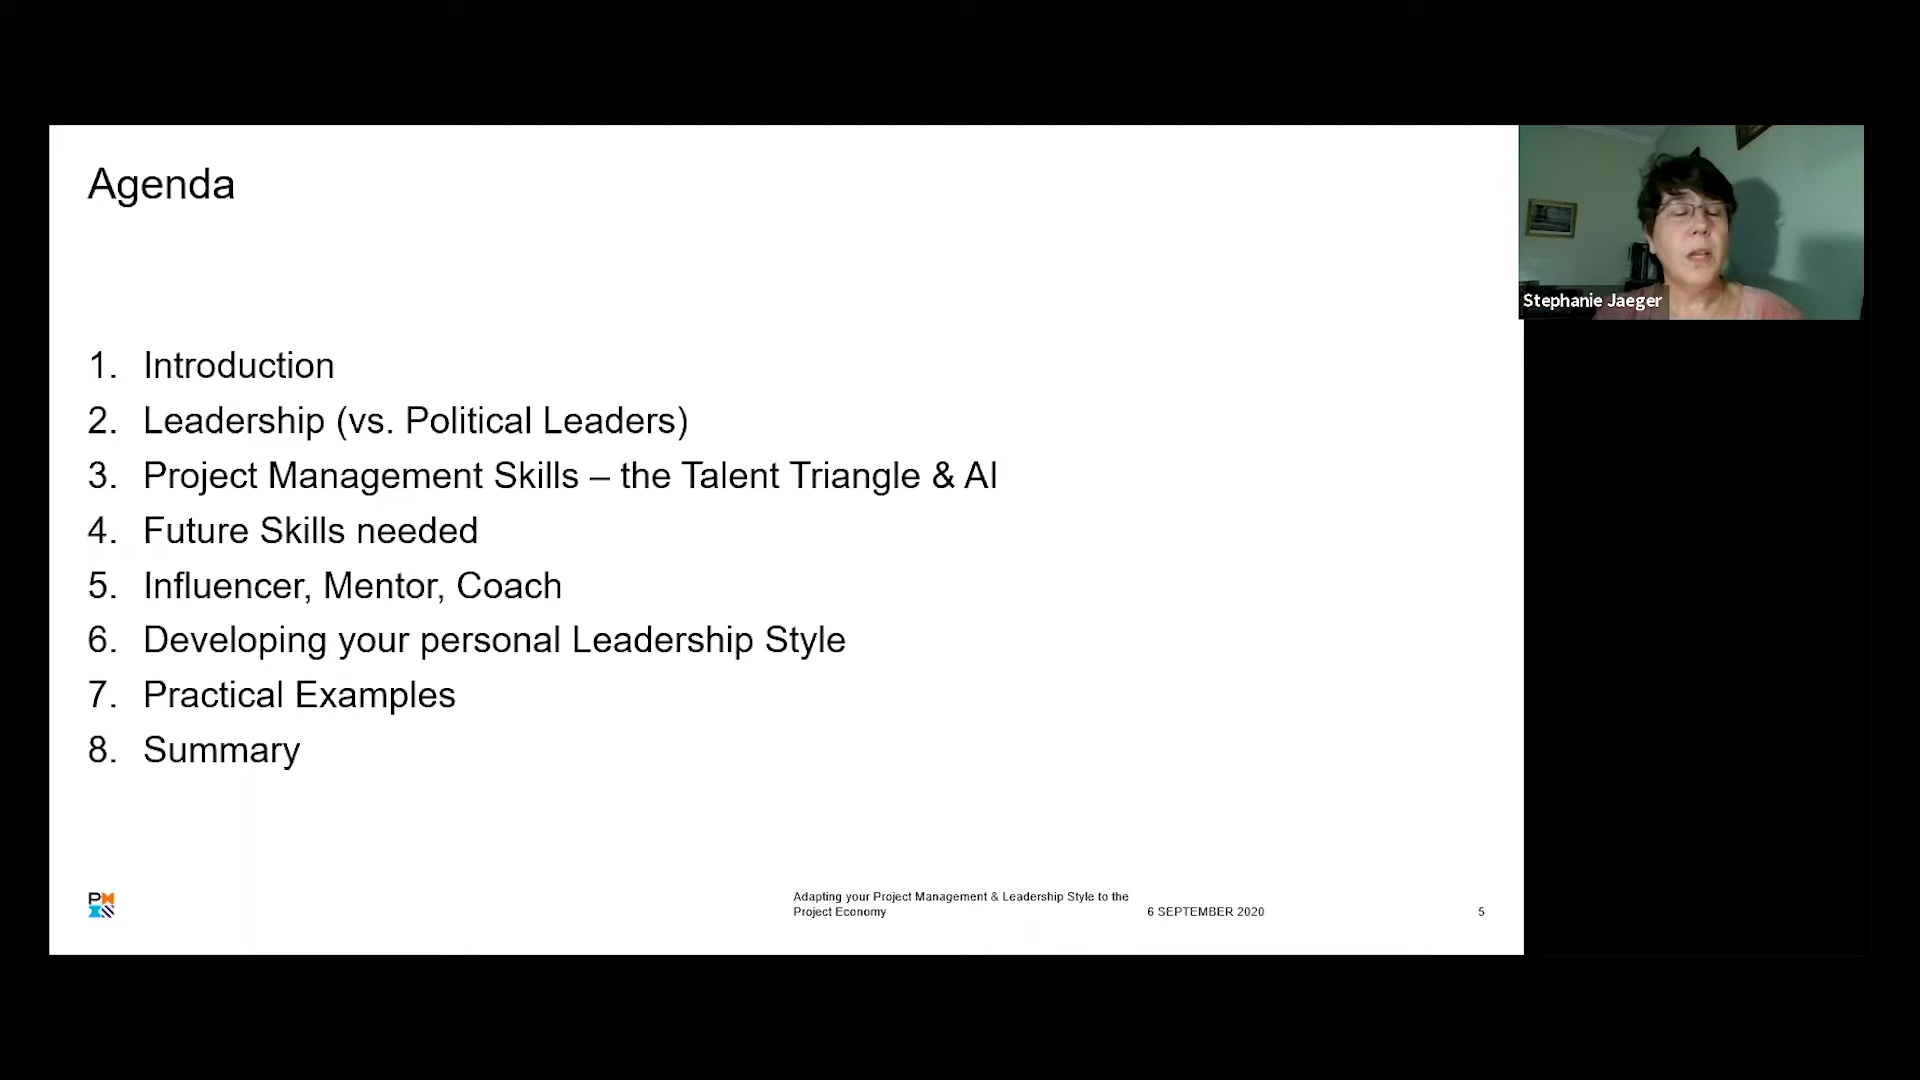 Agenda
Stephanie Jaeger
1. Introduction
2. Leadership (vs. Political Leaders)
3. Project Management Skills – the Talent Triangle & AI
4. Future Skills needed
5. Influencer, Mentor, Coach
6. Developing your personal Leadership Style
7. Practical Examples
8. Summary
PM
Adapting your Project Management & Leadership Style to the
Project Economy
6 SEPTEMBER 2020
5